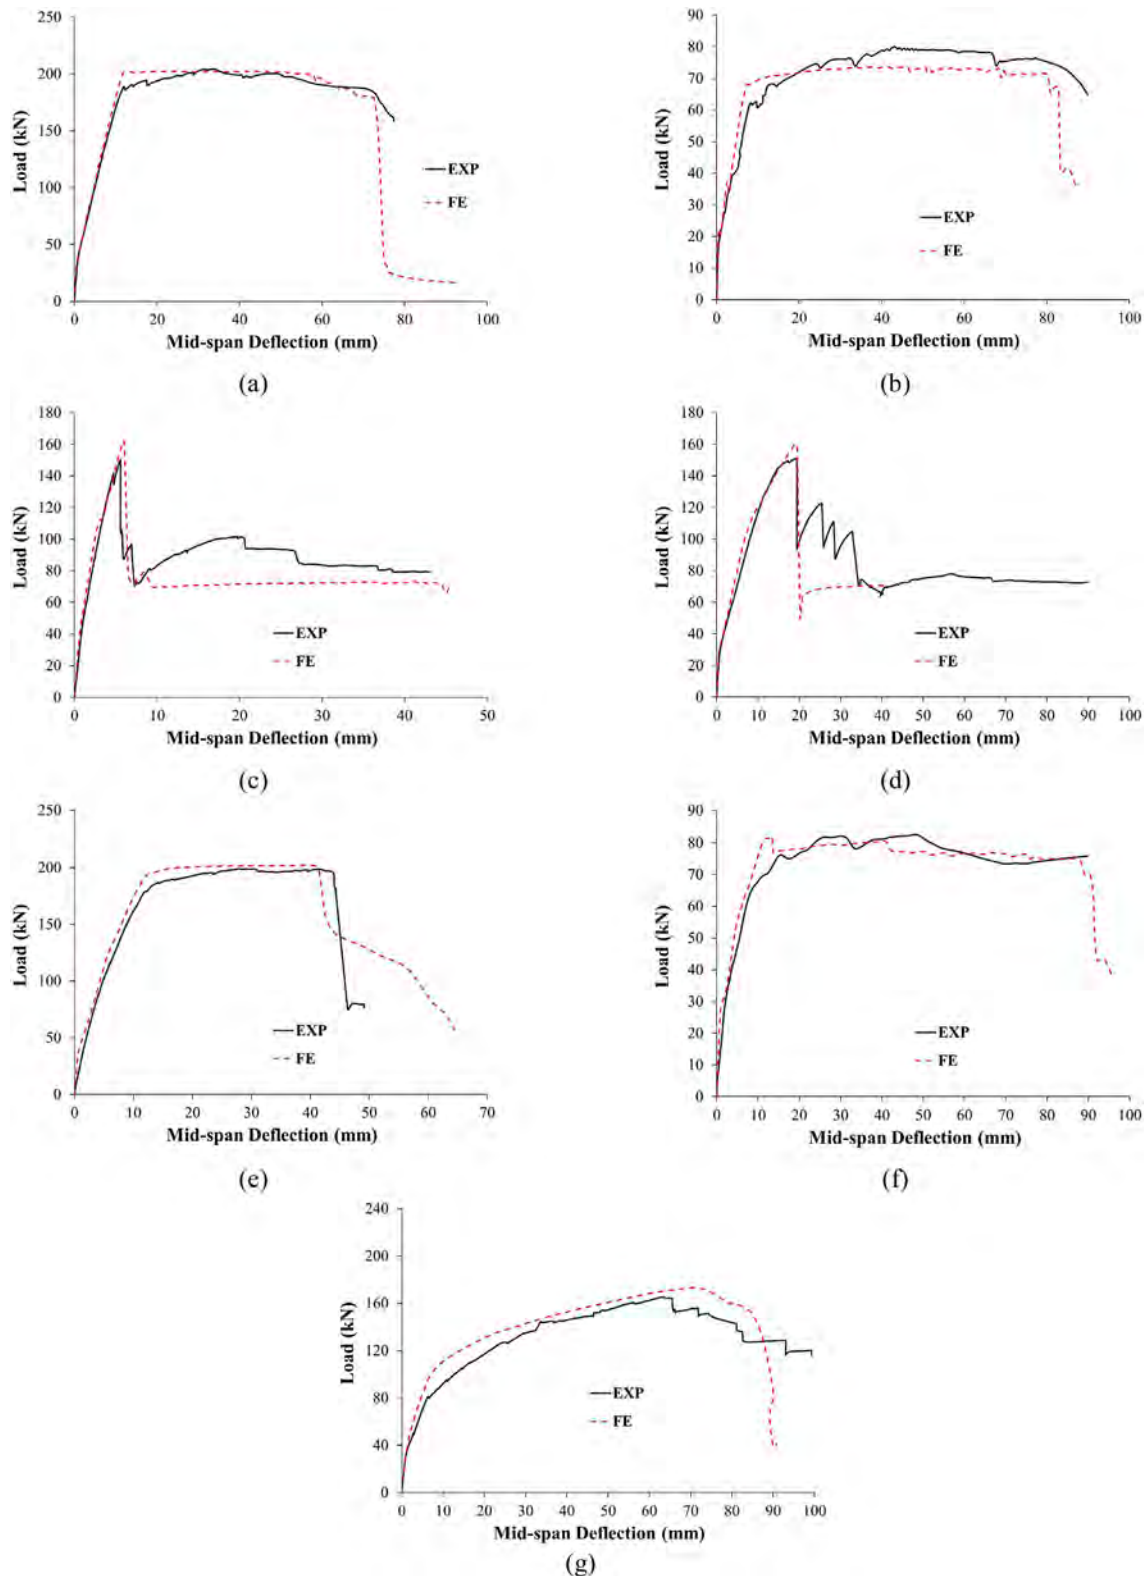 250
200
150
100
50
0
Load (kN)
EXP
FE
0 20 40 60 80 100
Mid-span Deflection (mm)
(a)
90
80
70
60
50
40
30
20
10
0
Load (kN)
EXP
FE
0 20 40 60 80 100
Mid-span Deflection (mm)
(b)
180
160
140
120
100
80
60
40
20
0
Load (kN)
EXP
FE
0 10 20 30 40 50
Mid-span Deflection (mm)
(c)
180
160
140
120
100
80
60
40
20
0
Load (kN)
EXP
FE
0 10 20 30 40 50 60 70 80 90 100
Mid-span Deflection (mm)
(d)
250
200
150
100
50
0
Load (kN)
EXP
FE
0 10 20 30 40 50 60 70
Mid-span Deflection (mm)
(e)
90
80
70
60
50
40
30
20
10
0
Load (kN)
EXP
FE
0 10 20 30 40 50 60 70 80 90 100
Mid-span Deflection (mm)
(f)
240
200
160
120
80
40
0
Load (kN)
EXP
FE
0 10 20 30 40 50 60 70 80 90 100
Mid-span Deflection (mm)
(g)